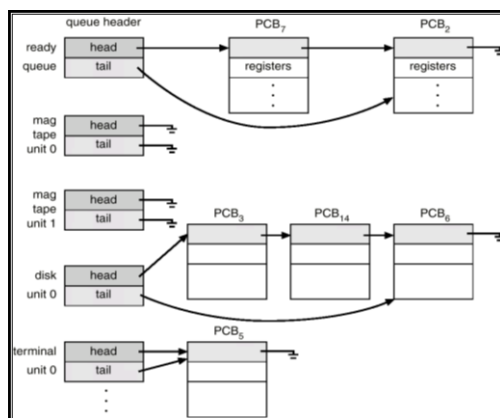 queue header PCB7 PCB2
ready head
queue tail registers registers
mag head
tape tail
unit 0
mag head
tape tail
unit 1
PCB3 PCB14 PCB6
disk head
unit 0 tail
PCB5
terminal head
unit 0 tail